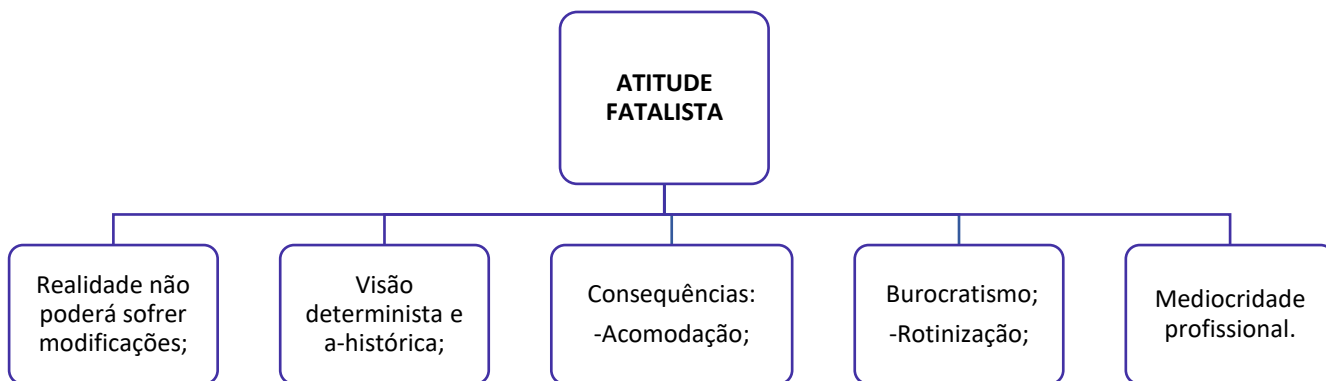 ATITUDE
FATALISTA
Realidade não
poderá sofrer
modificações;
Visão
determinista e
a-histórica;
Consequências:
-Acomodação;
Burocratismo;
-Rotinização;
Mediocridade
profissional.